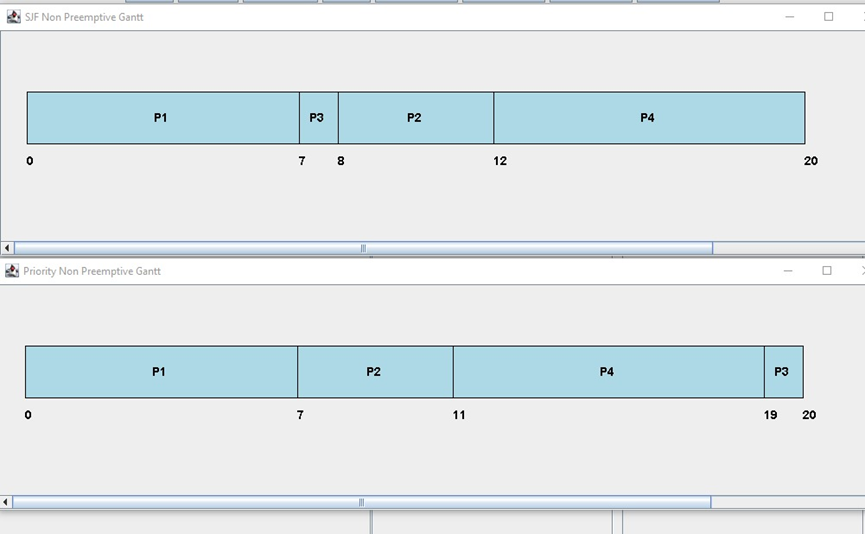 SJF Non Preemptive Gantt
P1 P3 P2 P4
0 7 8 12 20
Priority Non Preemptive Gantt
P1 P2 P4 P3
0 7 11 19 20